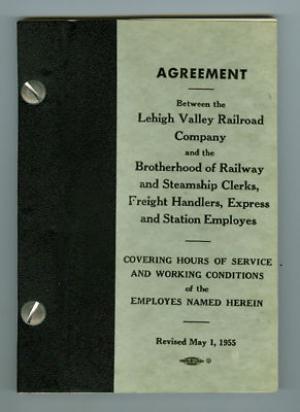 AGREEMENT
Between the
Lehigh Valley Railroad
Company
and the
Brotherhood of Railway
and Steamship Clerks,
Freight Handlers, Express
and Station Employes
COVERING HOURS OF SERVICE
AND WORKING CONDITIONS
of the
EMPLOYES NAMED HEREIN
Revised May 1, 1955